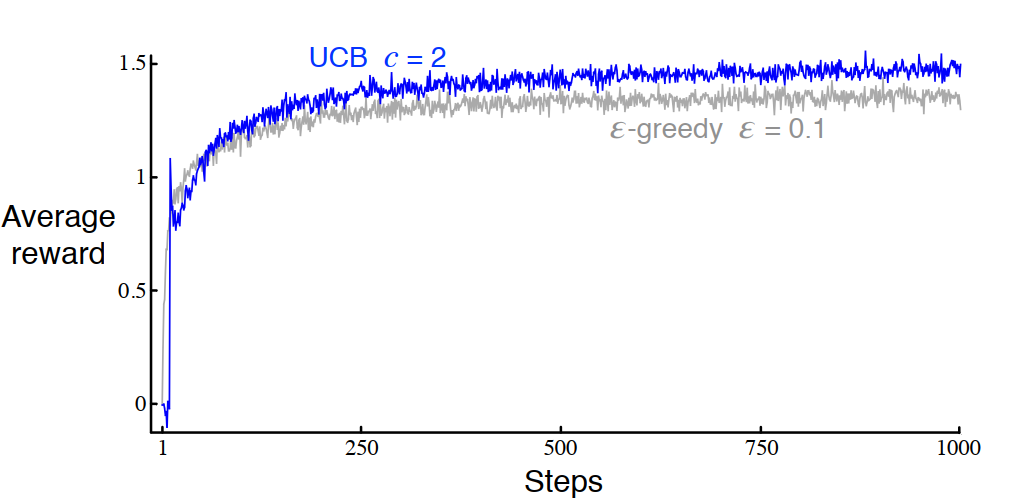 UCB c = 2
1.5
ε-greedy ε = 0.1
1
Average
reward
0.5
0
1
250
500
750
1000
Steps